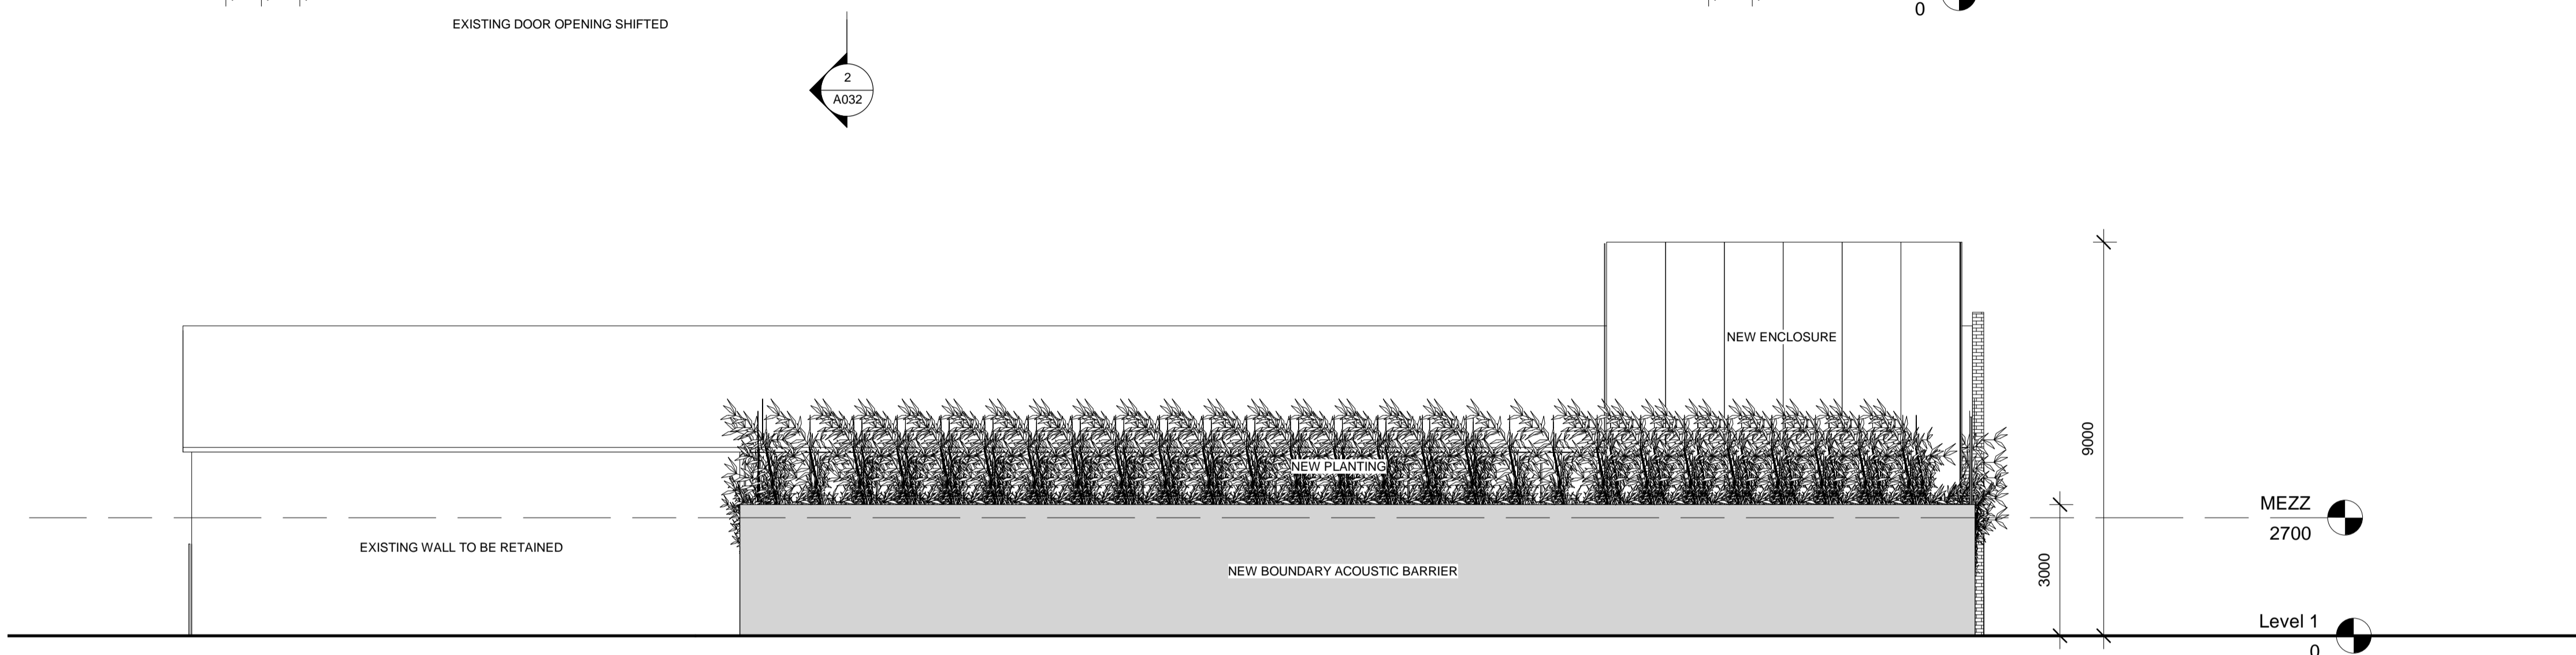 EXISTING DOOR OPENING SHIFTED
0
2
A032
NEW ENCLOSURE
9000
NEW PLANTING
MEZZ
2700
EXISTING WALL TO BE RETAINED
NEW BOUNDARY ACOUSTIC BARRIER
3000
Level 1
0